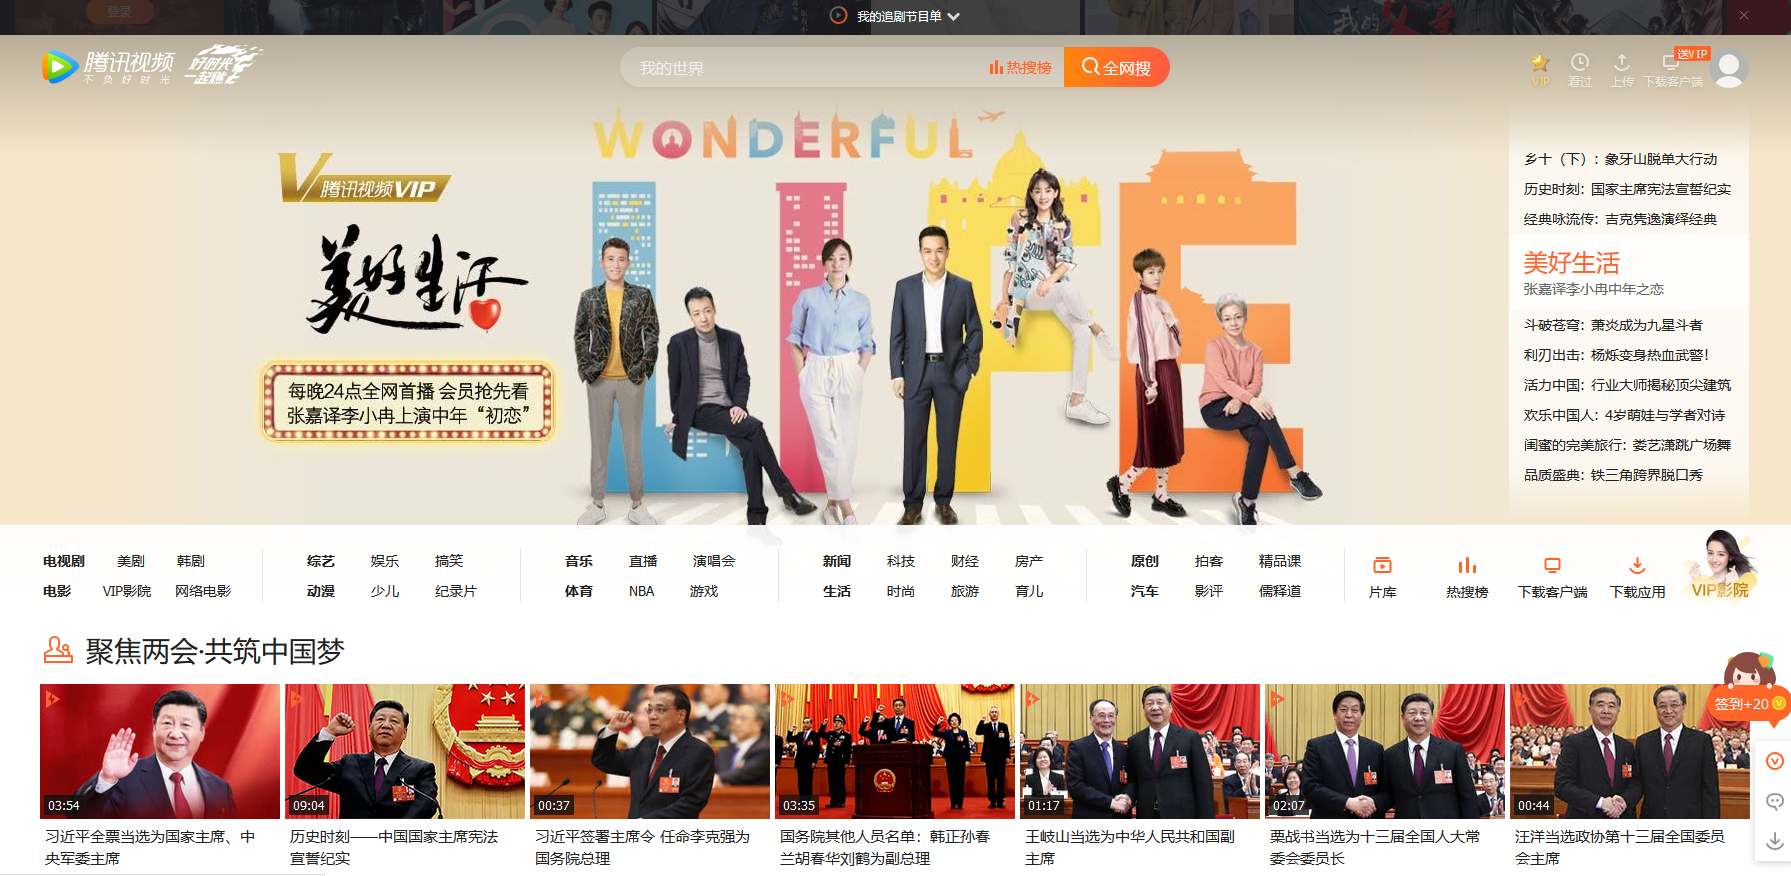 登录
我的追剧节目单
腾讯视频
不负好时光
好时光
一起燃
我的世界
热搜榜
全网搜
VIP
看过
上传
下载客户端
送VIP
WONDERFUL
LIFE
V腾讯视频VIP
美好生活
每晚24点全网首播 会员抢先看
张嘉译李小冉上演中年“初恋”
乡十（下）：象牙山脱单大行动
历史时刻：国家主席宪法宣誓纪实
经典咏流传：吉克隽逸演绎经典
美好生活
张嘉译李小冉中年之恋
斗破苍穹：萧炎成为九星斗者
利刃出击：杨烁变身热血武警！
活力中国：行业大师揭秘顶尖建筑
欢乐中国人：4岁萌娃与学者对诗
闺蜜的完美旅行：娄艺潇跳广场舞
品质盛典：铁三角跨界脱口秀
电视剧 美剧 韩剧 综艺 娱乐 搞笑 音乐 直播 演唱会 新闻 科技 财经 房产 原创 拍客 精品课
电影 VIP影院 网络电影 动漫 少儿 纪录片 体育 NBA 游戏 生活 时尚 旅游 育儿 汽车 影评 儒释道
片库 热搜榜 下载客户端 下载应用 VIP影院
聚焦两会·共筑中国梦
签到+20
03:54
09:04
00:37
03:35
01:17
02:07
00:44
习近平全票当选为国家主席、中
央军委主席
历史时刻——中国国家主席宪法
宣誓纪实
习近平签署主席令 任命李克强为
国务院总理
国务院其他人员名单：韩正孙春
兰胡春华刘鹤为副总理
王岐山当选为中华人民共和国副
主席
栗战书当选为十三届全国人大常
委会委员长
汪洋当选政协第十三届全国委员
会主席